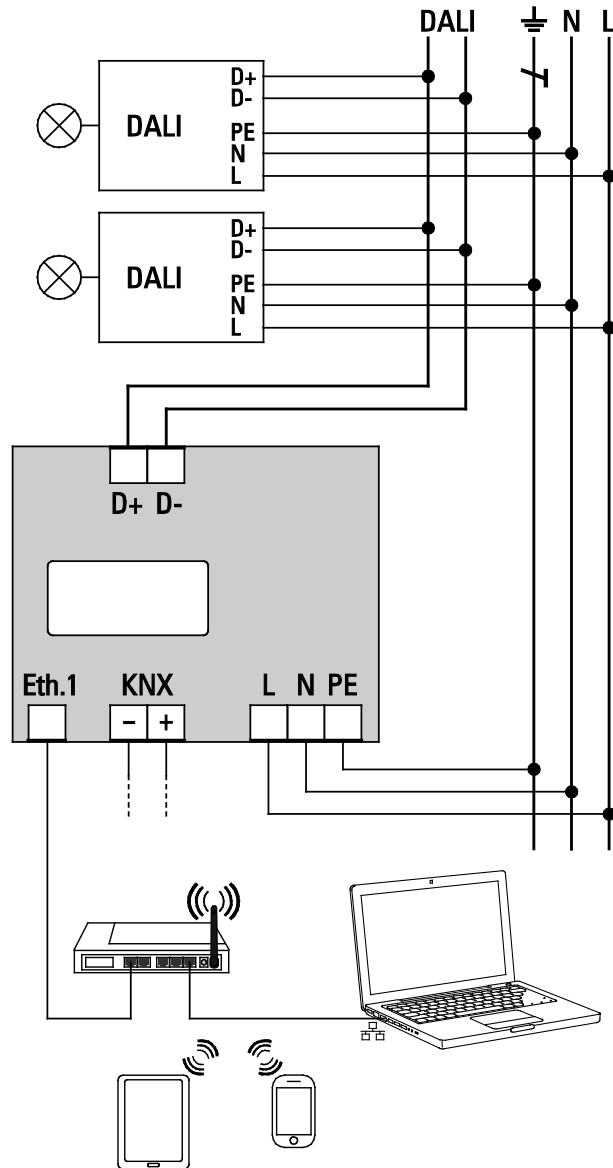 DALI N L
D+
D-
DALI
PE
N
L
D+
D-
DALI
PE
N
L
D+ D-
Eth.1 KNX L N PE
– +